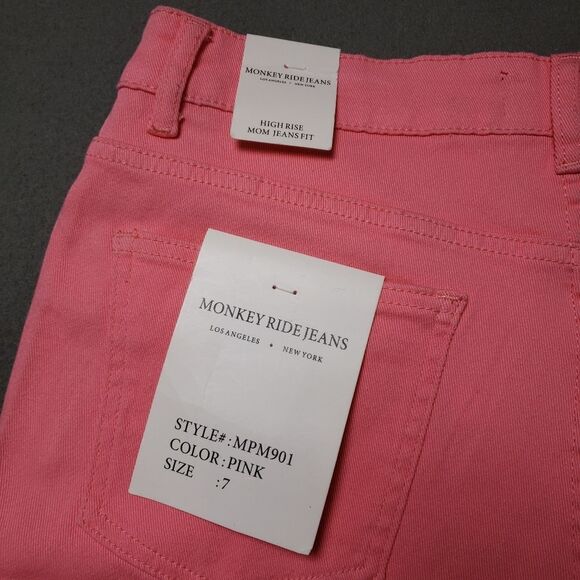 MONKEY RIDE JEANS
LOS ANGELES • NEW YORK
HIGH RISE
MOM JEANS FIT
MONKEY RIDE JEANS
LOS ANGELES • NEW YORK
STYLE#:MPM901
COLOR:PINK
SIZE :7